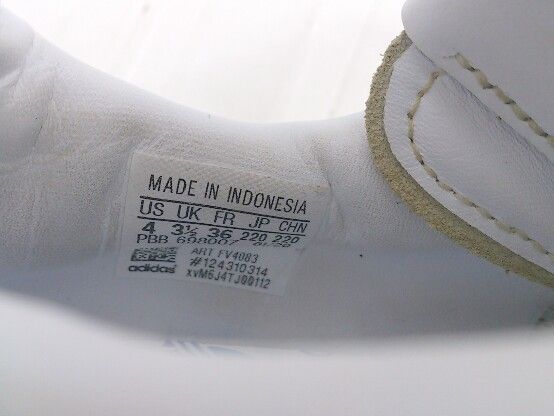 MADE IN INDONESIA
US UK FR JP CHN
4 3½ 36 220 220
PBB
ART FV4083
#124310314
adidas xvM6J4TJ00112